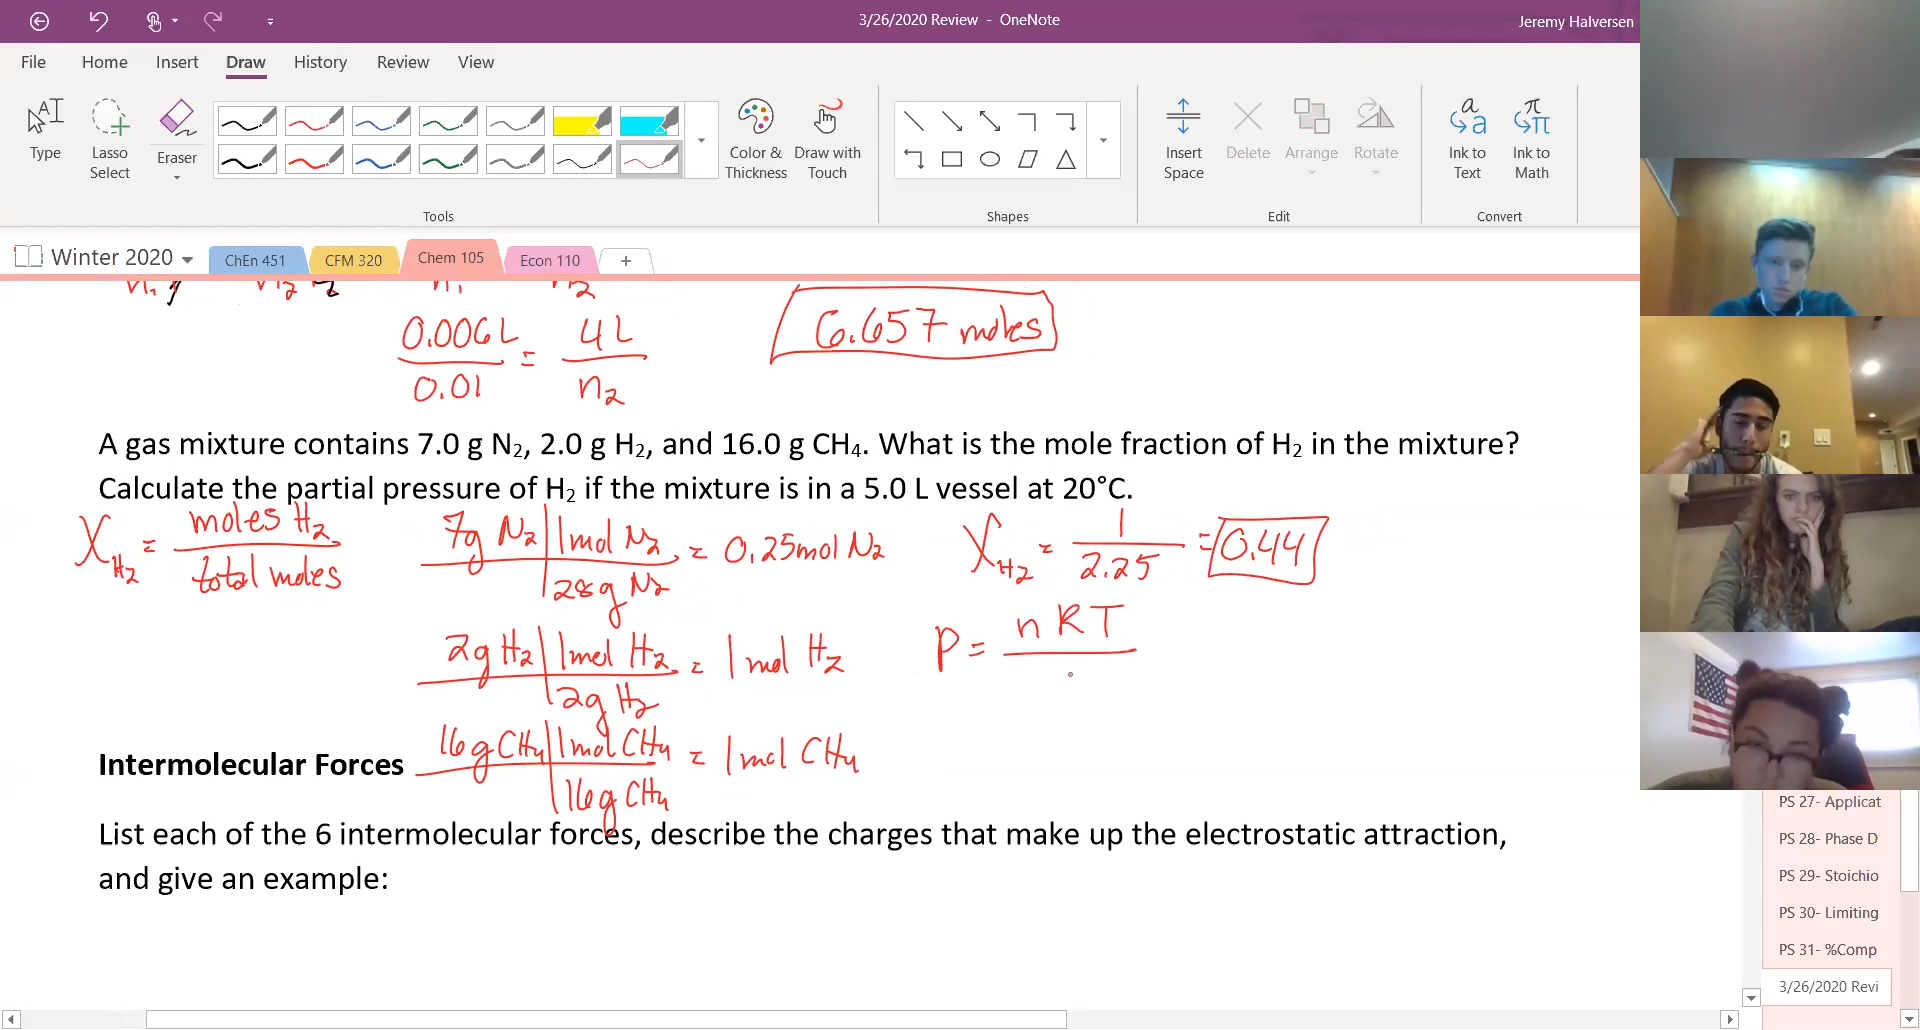 3/26/2020 Review - OneNote
Jeremy Halversen
File Home Insert Draw History Review View
Type
Lasso Select
Eraser
Color & Thickness
Draw with Touch
Insert Space
Delete
Arrange
Rotate
Ink to Text
Ink to Math
Tools Shapes Edit Convert
Winter 2020 ChEn 451 CFM 320 Chem 105 Econ 110 +
n₁ n₂ n₁ n₂
0.006L / 0.01 = 4L / n₂
6.657 moles
A gas mixture contains 7.0 g N₂, 2.0 g H₂, and 16.0 g CH₄. What is the mole fraction of H₂ in the mixture?
Calculate the partial pressure of H₂ if the mixture is in a 5.0 L vessel at 20°C.
X_H₂ = moles H₂ / total moles
7g N₂ | 1mol N₂ / 28g N₂ = 0.25mol N₂
X_H₂ = 1 / 2.25 = 0.44
2g H₂ | 1mol H₂ / 2g H₂ = 1mol H₂
P = nRT
16g CH₄ | 1mol CH₄ / 16g CH₄ = 1mol CH₄
Intermolecular Forces
List each of the 6 intermolecular forces, describe the charges that make up the electrostatic attraction,
and give an example:
PS 27- Applicat
PS 28- Phase D
PS 29- Stoichio
PS 30- Limiting
PS 31- %Comp
3/26/2020 Revi